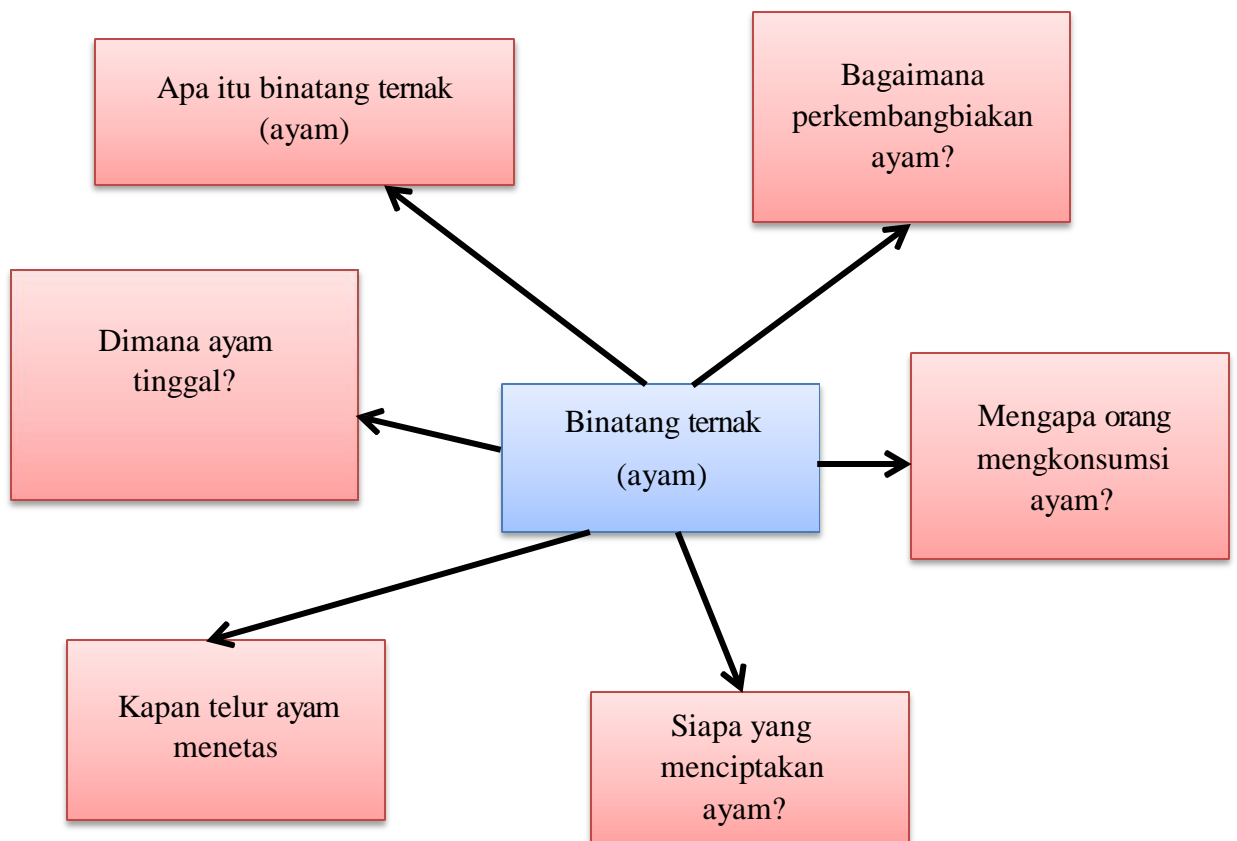 Apa itu binatang ternak
(ayam)
Bagaimana
perkembangbiakan
ayam?
Dimana ayam
tinggal?
Binatang ternak
(ayam)
Mengapa orang
mengkonsumsi
ayam?
Kapan telur ayam
menetas
Siapa yang
menciptakan
ayam?